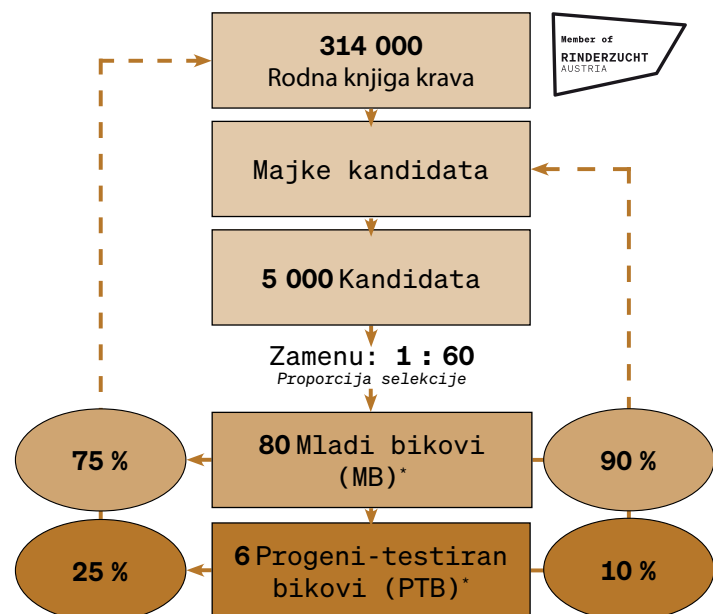 314 000
Rodna knjiga krava
Member of
RINDERZUCHT
AUSTRIA
Majke kandidata
5 000 Kandidata
Zamenu: 1 : 60
Proporcija selekcije
75 %
80 Mladi bikovi
(MB)*
90 %
25 %
6 Progeni-testiran
bikovi (PTB)*
10 %